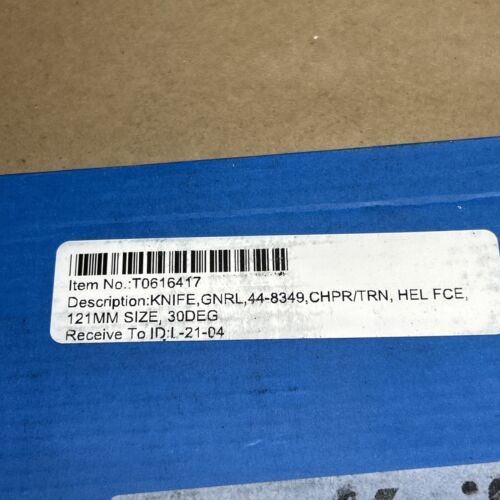 Item No.:T0616417
Description:KNIFE,GNRL,44-8349,CHPR/TRN, HEL FCE,
121MM SIZE, 30DEG
Receive To ID:L-21-04